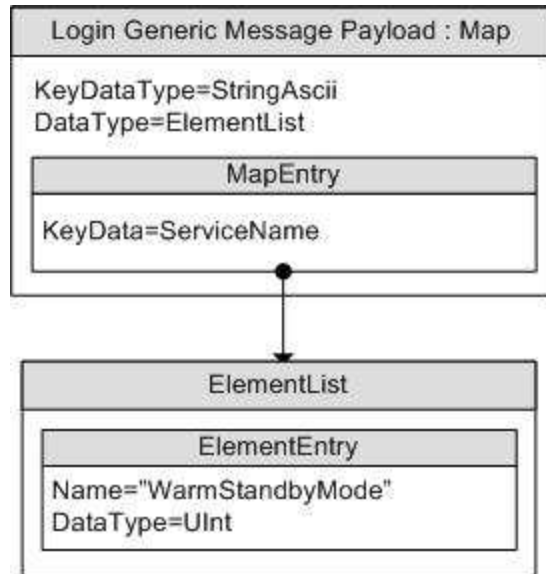 Login Generic Message Payload : Map
KeyDataType=StringAscii
DataType=ElementList
MapEntry
KeyData=ServiceName
ElementList
ElementEntry
Name="WarmStandbyMode"
DataType=UInt